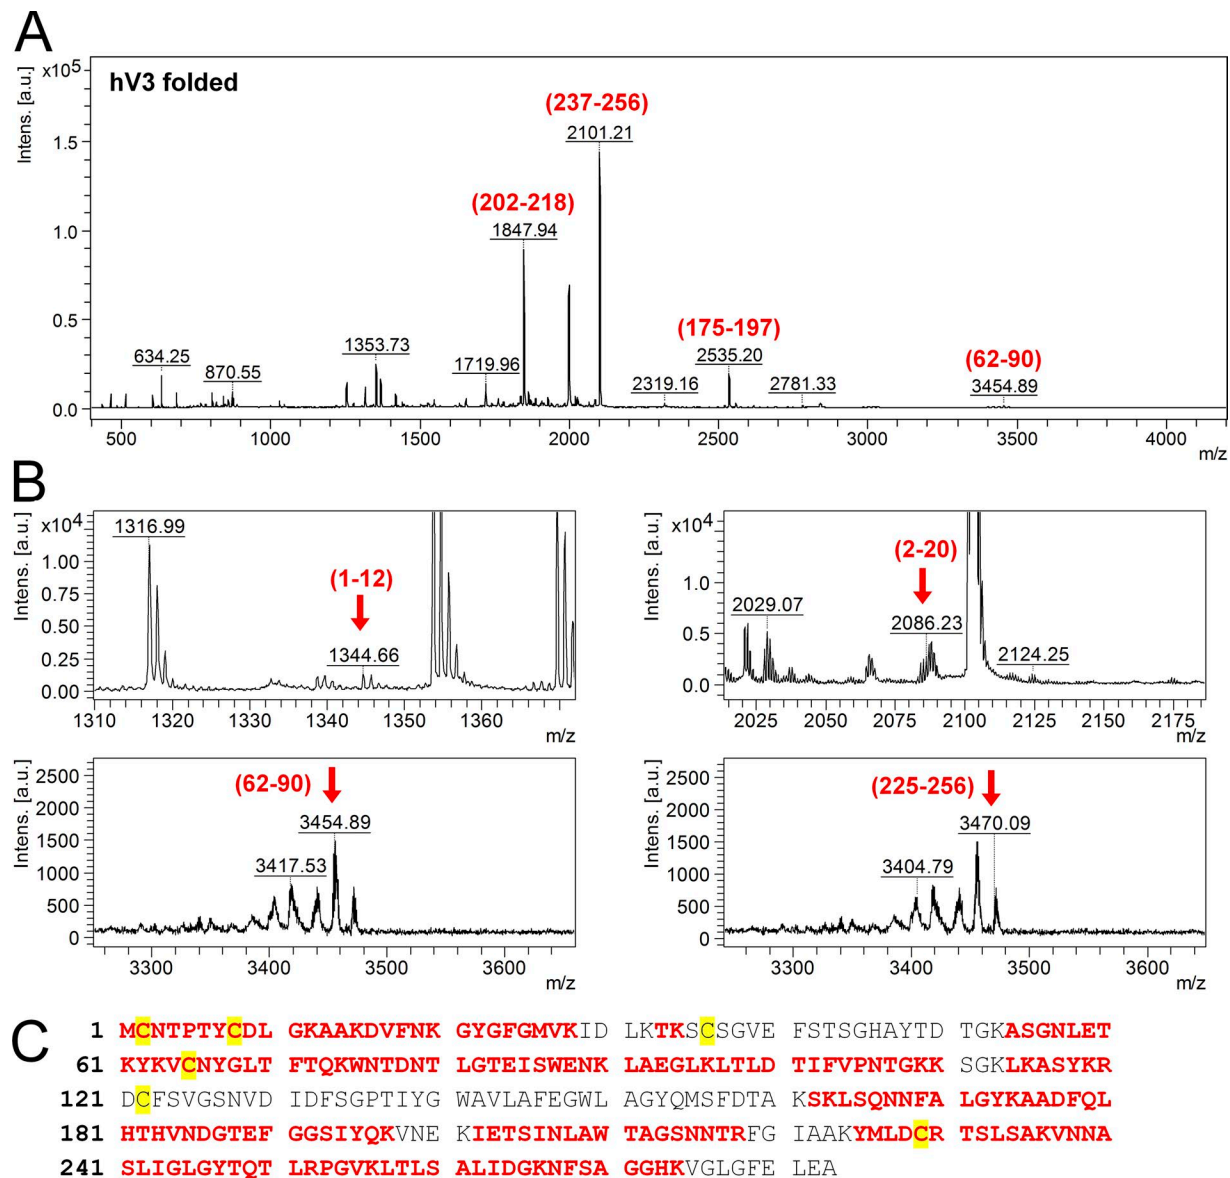 A
hV3 folded
Intens. [a.u.]
x10^5
1.5
1.0
0.5
0.0
(237-256)
2101.21
(202-218)
1847.94
(175-197)
2535.20
(62-90)
3454.89
634.25
870.55
1353.73
1719.96
2319.16
2781.33
500 1000 1500 2000 2500 3000 3500 4000
m/z
B
Intens. [a.u.]
x10^4
1.00
0.75
0.50
0.25
0.00
1316.99
(1-12)
1344.66
1310 1320 1330 1340 1350 1360
m/z
Intens. [a.u.]
x10^4
1.0
0.5
0.0
(2-20)
2029.07
2086.23
2124.25
2025 2050 2075 2100 2125 2150 2175
m/z
Intens. [a.u.]
2500
2000
1500
1000
500
0
(62-90)
3454.89
3417.53
3300 3400 3500 3600
m/z
Intens. [a.u.]
2500
2000
1500
1000
500
0
(225-256)
3470.09
3404.79
3300 3400 3500 3600
m/z
C
1 MCNTPTYCDL GKAAKDVFNK GYGFGMVKID LKTKSCSGVE FSTSGHAYTD TGKASGNLET
61 KYKVCNYGLT FTQKWNTDNT LGTEISWENK LAEGLKLTLD TIFVPNTGKK SGKLKASYKR
121 DCFSVGSNVD IDFSGPTIYG WAVLAFEGWL AGYQMSFDTA KSKLSQNNFA LGYKAADFQL
181 HTHVNDGTEF GGSIYQKVNE KIETSINLAW TAGSNNTRFG IAAKYMLDCR TSLSAKVNNA
241 SLIGLGYTQT LRPGVKLTLS ALIDGKNFSA GGHKVGLGFE LEA